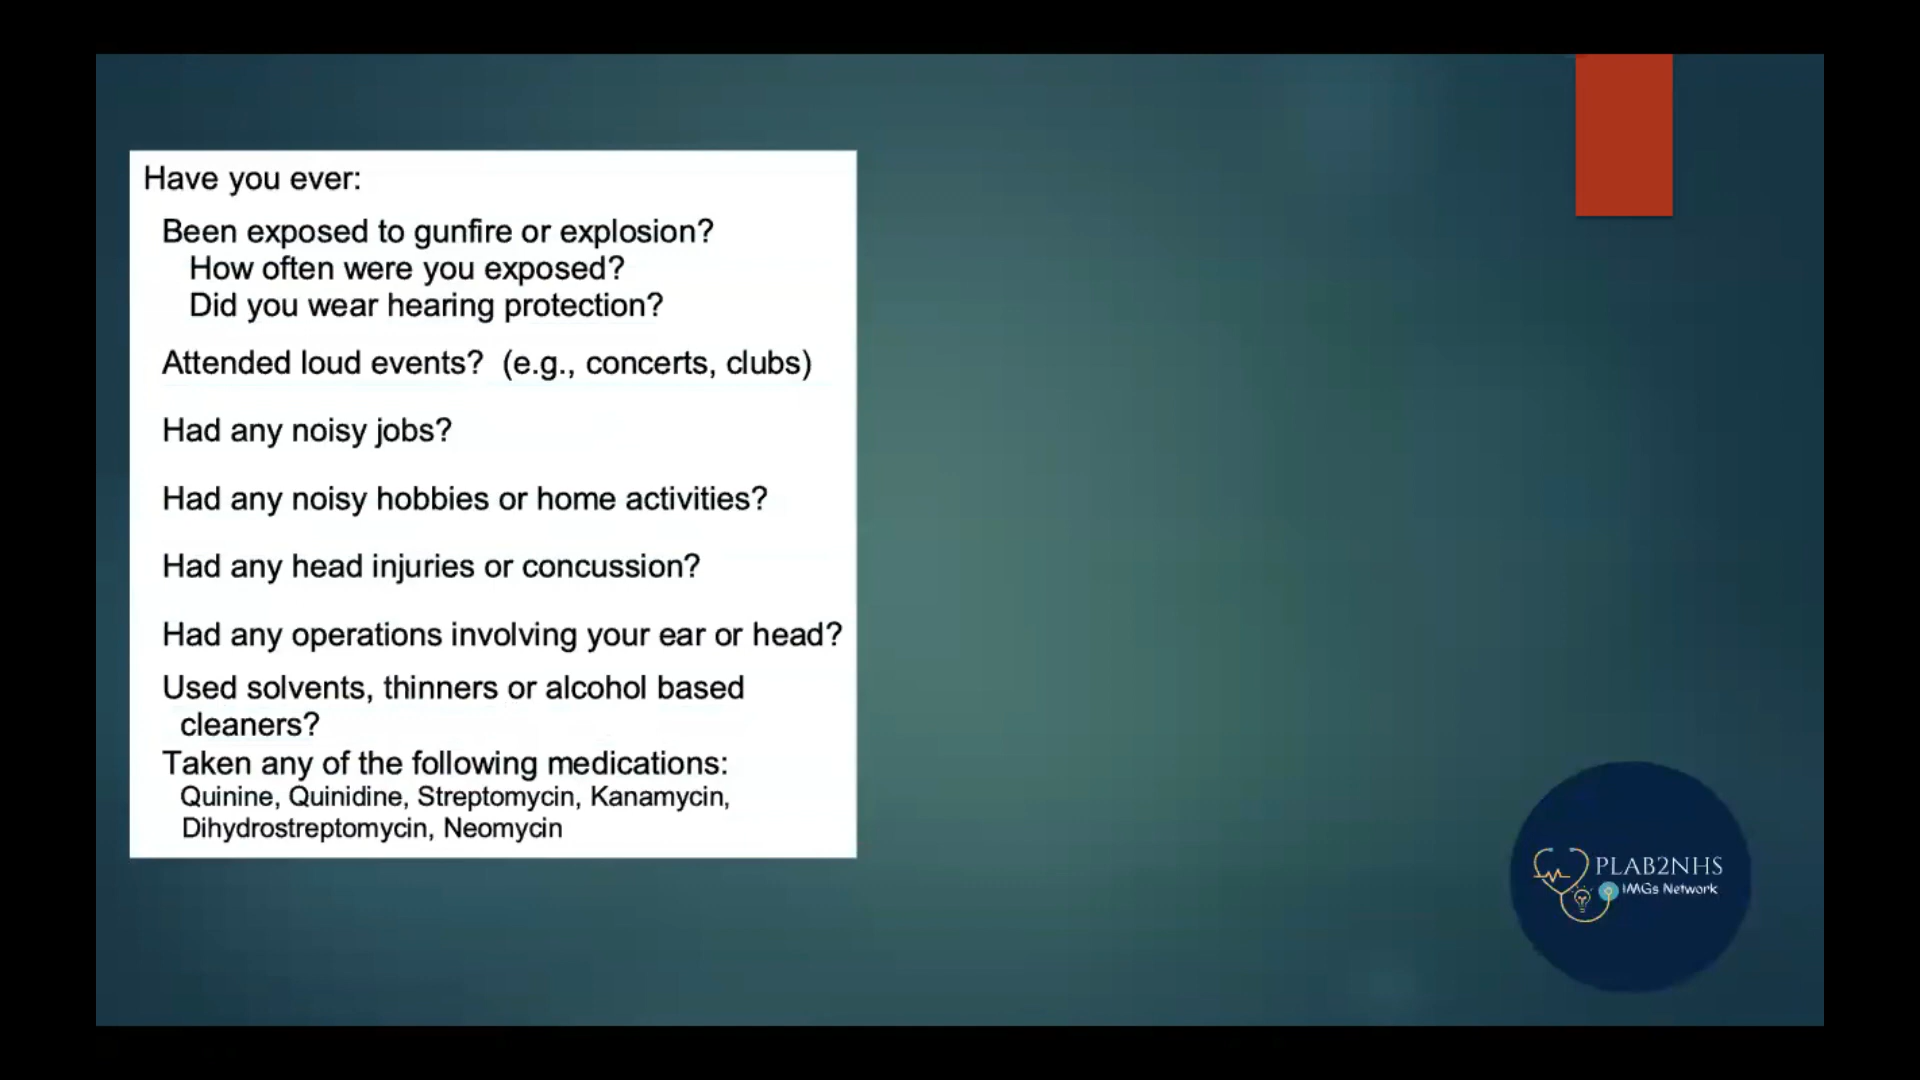 Have you ever:
Been exposed to gunfire or explosion?
How often were you exposed?
Did you wear hearing protection?
Attended loud events?  (e.g., concerts, clubs)
Had any noisy jobs?
Had any noisy hobbies or home activities?
Had any head injuries or concussion?
Had any operations involving your ear or head?
Used solvents, thinners or alcohol based
cleaners?
Taken any of the following medications:
Quinine, Quinidine, Streptomycin, Kanamycin,
Dihydrostreptomycin, Neomycin
PLAB2NHS
IMGs Network